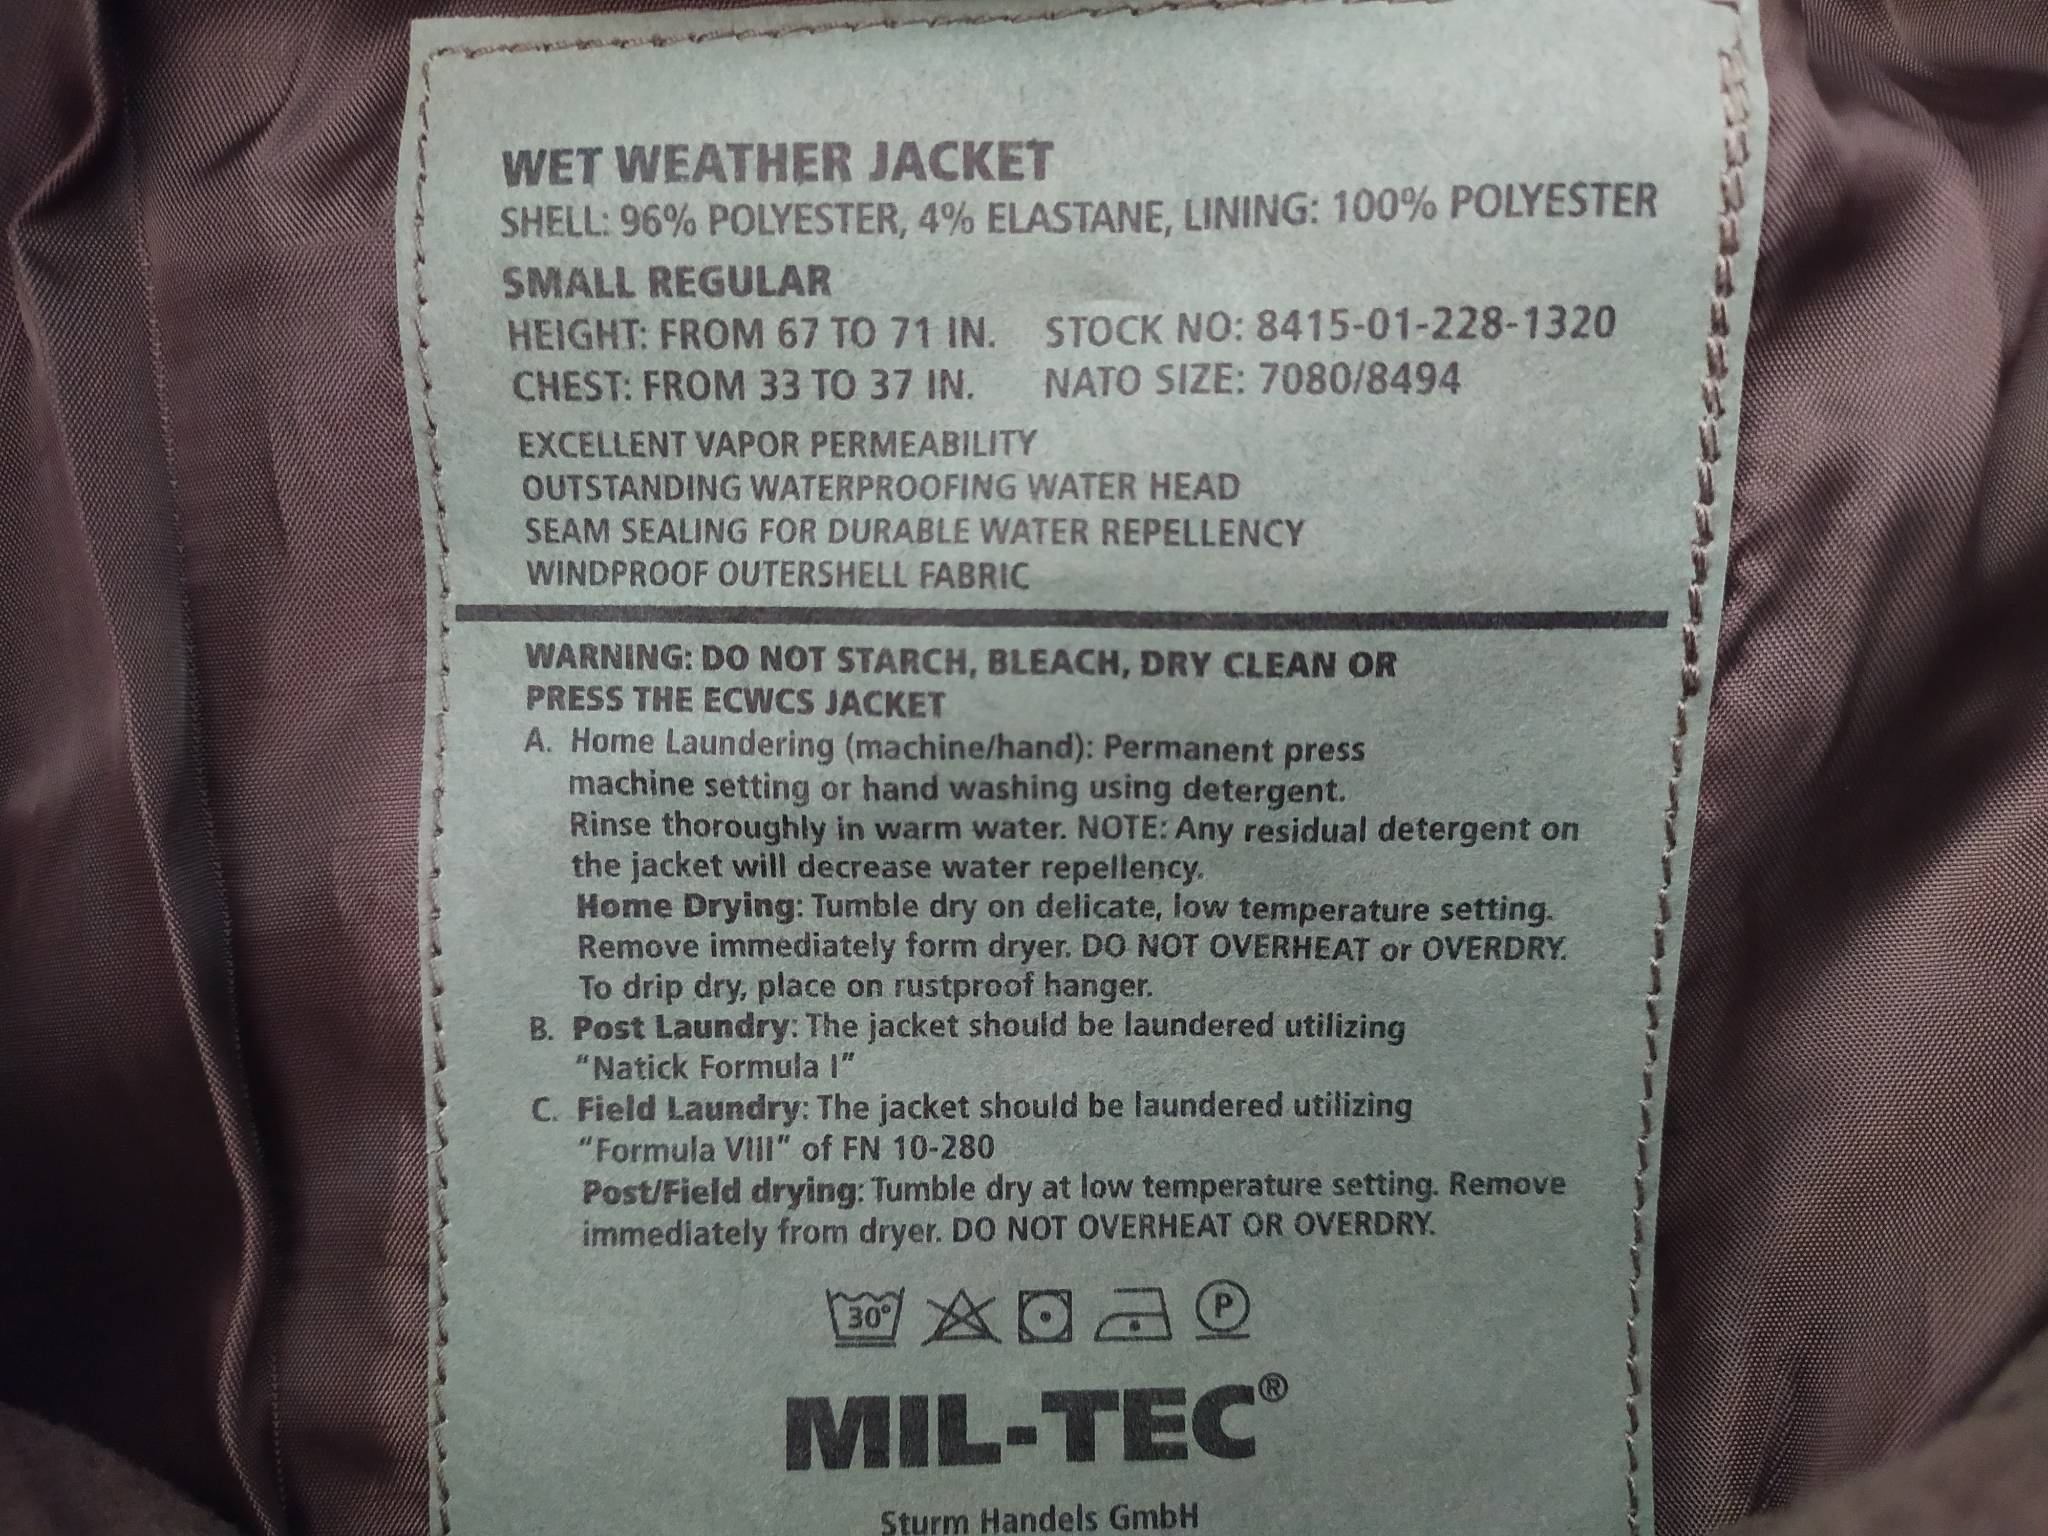 WET WEATHER JACKET
SHELL: 96% POLYESTER, 4% ELASTANE, LINING: 100% POLYESTER
SMALL REGULAR
HEIGHT: FROM 67 TO 71 IN. STOCK NO: 8415-01-228-1320
CHEST: FROM 33 TO 37 IN. NATO SIZE: 7080/8494
EXCELLENT VAPOR PERMEABILITY
OUTSTANDING WATERPROOFING WATER HEAD
SEAM SEALING FOR DURABLE WATER REPELLENCY
WINDPROOF OUTERSHELL FABRIC
WARNING: DO NOT STARCH, BLEACH, DRY CLEAN OR
PRESS THE ECWCS JACKET
A. Home Laundering (machine/hand): Permanent press
machine setting or hand washing using detergent.
Rinse thoroughly in warm water. NOTE: Any residual detergent on
the jacket will decrease water repellency.
Home Drying: Tumble dry on delicate, low temperature setting.
Remove immediately form dryer. DO NOT OVERHEAT or OVERDRY.
To drip dry, place on rustproof hanger.
B. Post Laundry: The jacket should be laundered utilizing
“Natick Formula I”
C. Field Laundry: The jacket should be laundered utilizing
“Formula VIII” of FN 10-280
Post/Field drying: Tumble dry at low temperature setting. Remove
immediately from dryer. DO NOT OVERHEAT OR OVERDRY.
30° P
MIL-TEC®
Sturm Handels GmbH